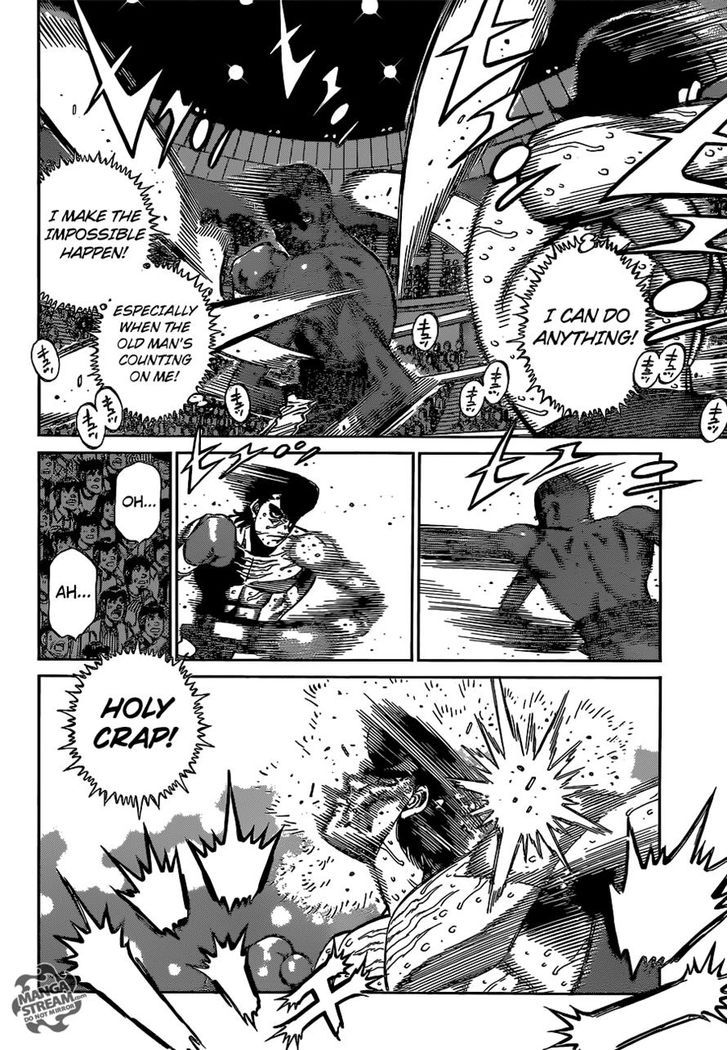 I CAN DO
ANYTHING!
I MAKE THE
IMPOSSIBLE
HAPPEN!
ESPECIALLY
WHEN THE
OLD MAN'S
COUNTING
ON ME!
OH...
AH...
HOLY
CRAP!
MANGA
STREAM.com
DO NOT MIRROR